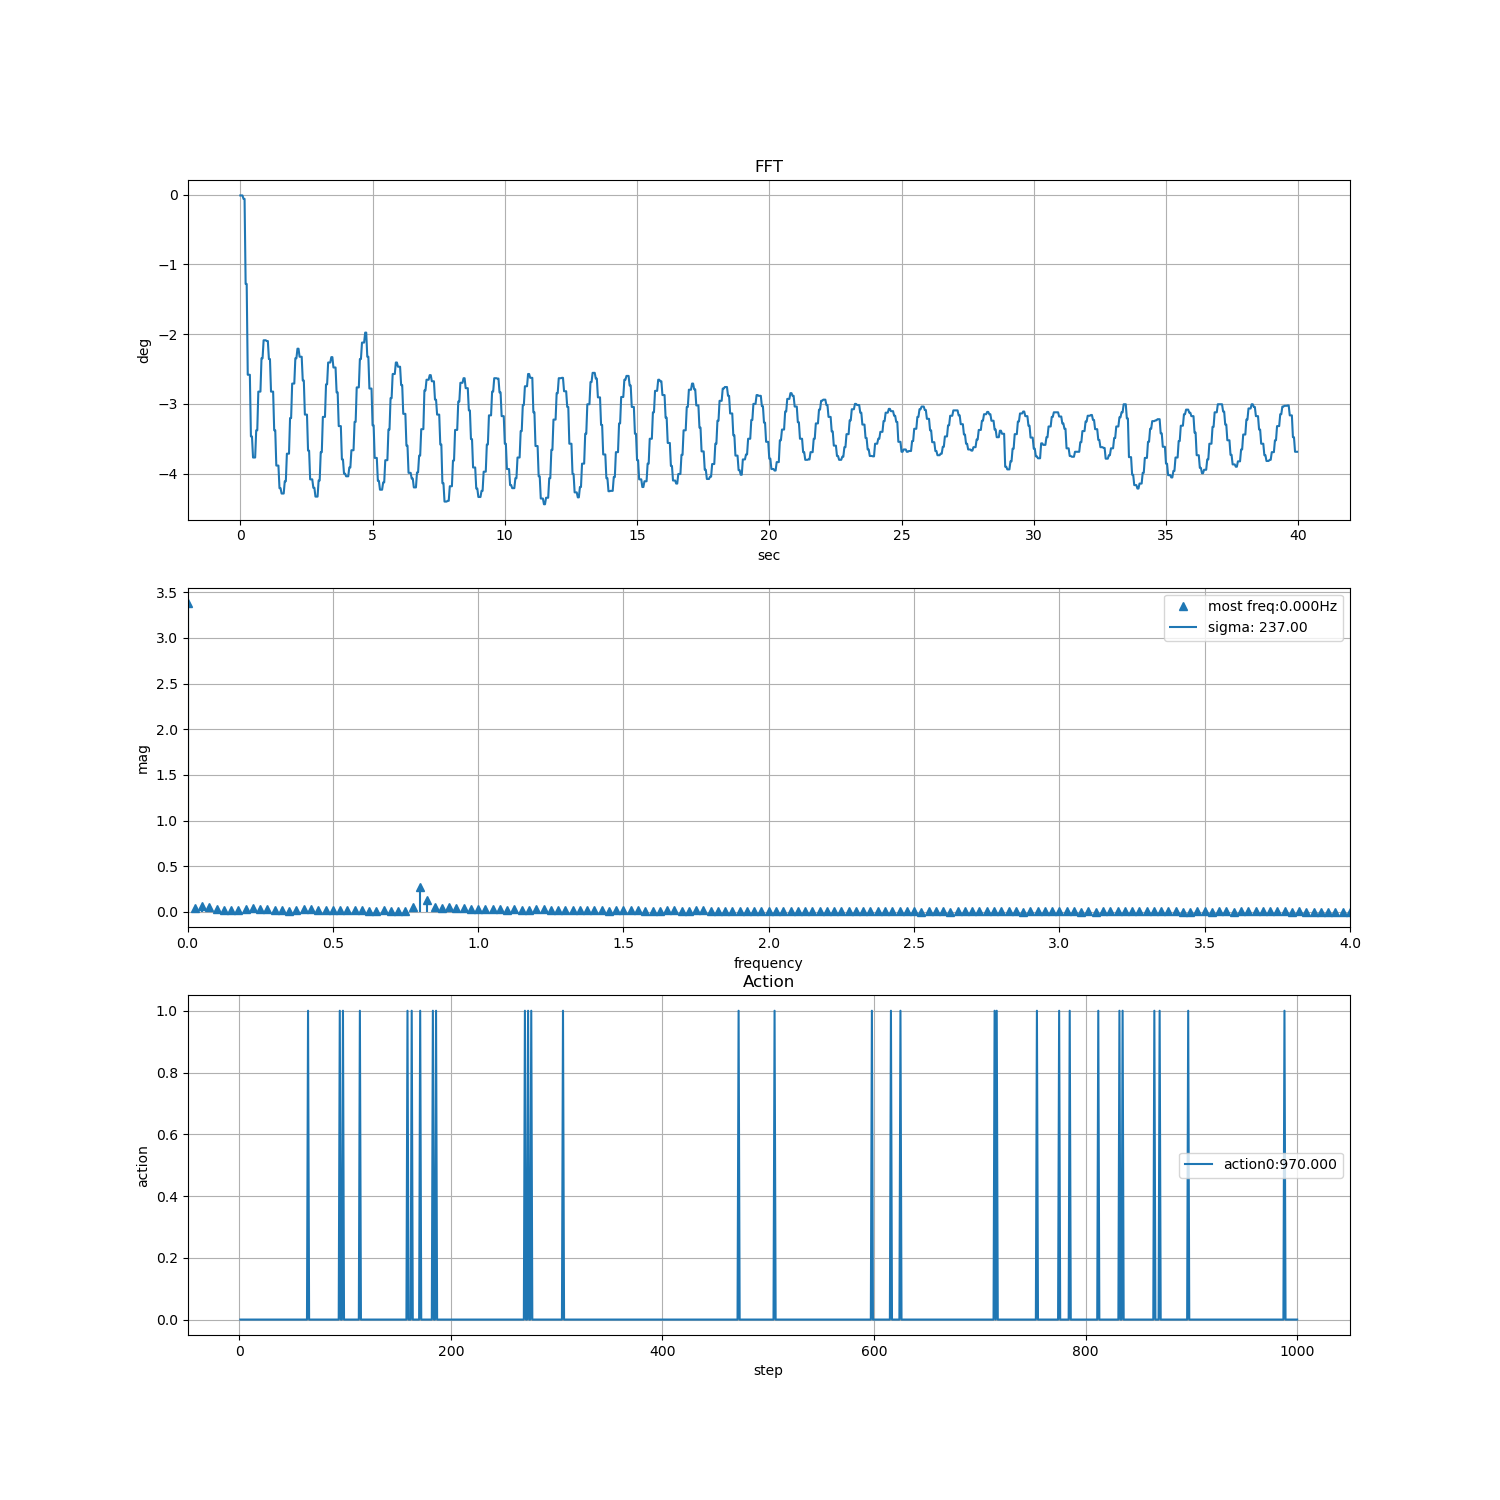 FFT
0
−1
−2
−3
−4
deg
0 5 10 15 20 25 30 35 40
sec
3.5
3.0
2.5
2.0
1.5
1.0
0.5
0.0
mag
most freq:0.000Hz
sigma: 237.00
0.0 0.5 1.0 1.5 2.0 2.5 3.0 3.5 4.0
frequency
Action
1.0
0.8
0.6
0.4
0.2
0.0
action
action0:970.000
0 200 400 600 800 1000
step